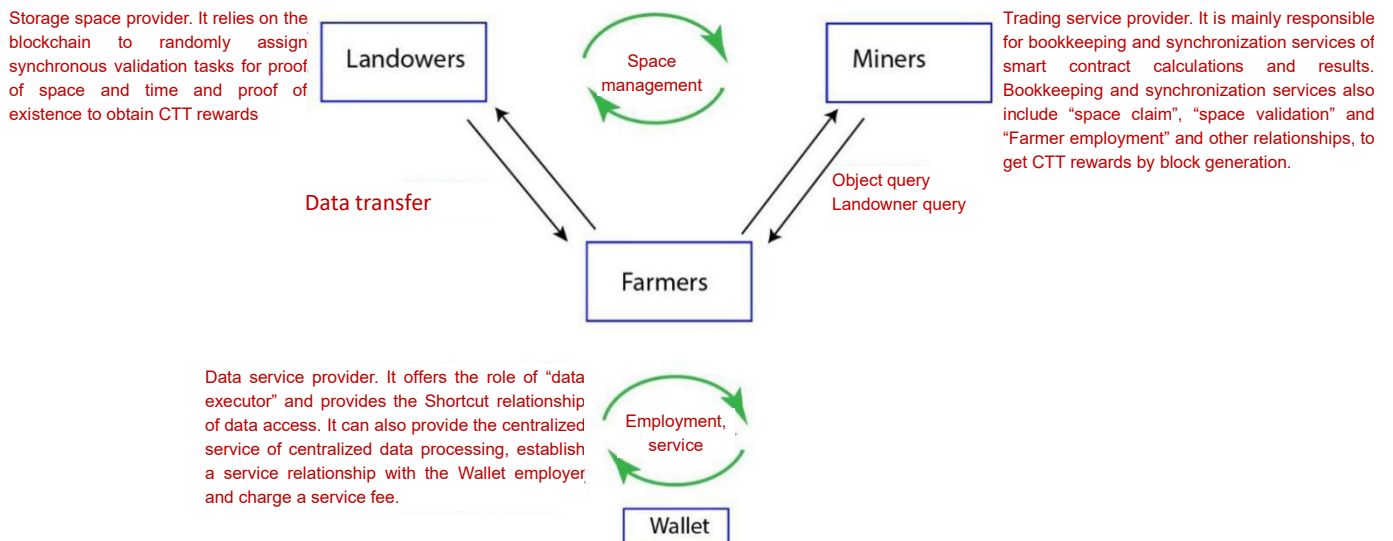 Storage space provider. It relies on the
blockchain to randomly assign
synchronous validation tasks for proof
of space and time and proof of
existence to obtain CTT rewards
Landowers
Space
management
Miners
Trading service provider. It is mainly responsible
for bookkeeping and synchronization services of
smart contract calculations and results.
Bookkeeping and synchronization services also
include “space claim”, “space validation” and
“Farmer employment” and other relationships, to
get CTT rewards by block generation.
Data transfer
Object query
Landowner query
Farmers
Data service provider. It offers the role of “data
executor” and provides the Shortcut relationship
of data access. It can also provide the centralized
service of centralized data processing, establish
a service relationship with the Wallet employer
and charge a service fee.
Employment,
service
Wallet